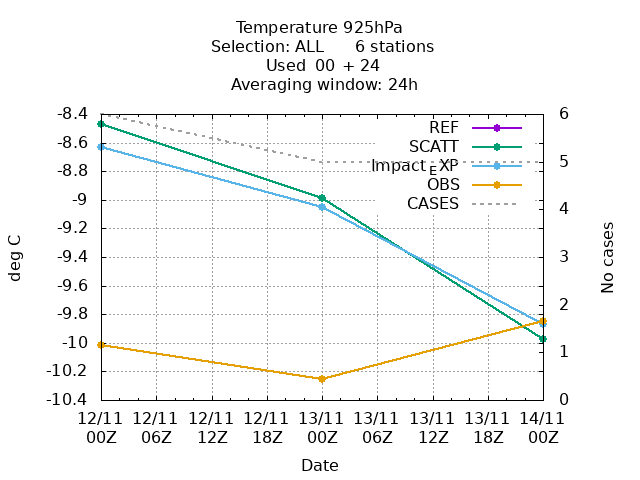 Temperature 925hPa
Selection: ALL 6 stations
Used 00 + 24
Averaging window: 24h
-8.4
-8.6
-8.8
-9
-9.2
-9.4
-9.6
-9.8
-10
-10.2
-10.4
deg C
REF
SCATT
Impact_EXP
OBS
CASES
6
5
4
3
2
1
0
No cases
12/11 12/11 12/11 12/11 13/11 13/11 13/11 13/11 14/11
00Z 06Z 12Z 18Z 00Z 06Z 12Z 18Z 00Z
Date